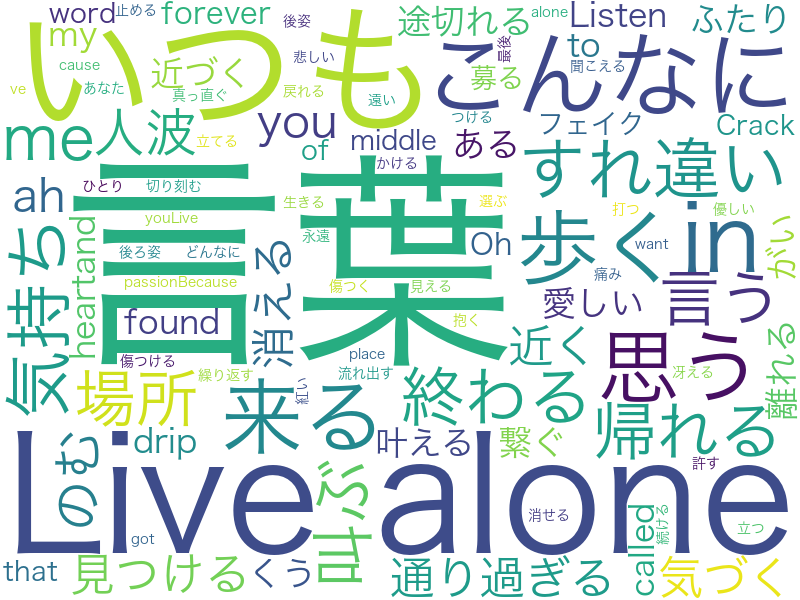 word 止める forever 後姿 途切れる alone Listen ふたり
my cause あなた 近づく 悲しい いつも 募る 最後 to 聞こえる こんなに
ve 真っ直ぐ 戻れる 遠い つける フェイク Crack
me 人波 立てる you of middle かける ある すれ違い
ah ひとり 切り刻む 言葉 生きる 選ぶ 打つ 優しい
youLive 後ろ姿 どんなに 永遠 Oh 歩く want in がい
気持ち heartand passionBecause 消える 傷つく 見える 痛み
found 抱く 愛しい 言う
傷つける place 近く 思う 離れる
場所 繰り返す 来る 紅い 流れ出す 終わる 冴える
のむ drip 叶える 繋ぐ 帰れる
Live alone 叫ぶ 許す
消せる called 続ける 立つ
got
that 見つける くう 通り過ぎる 気づく